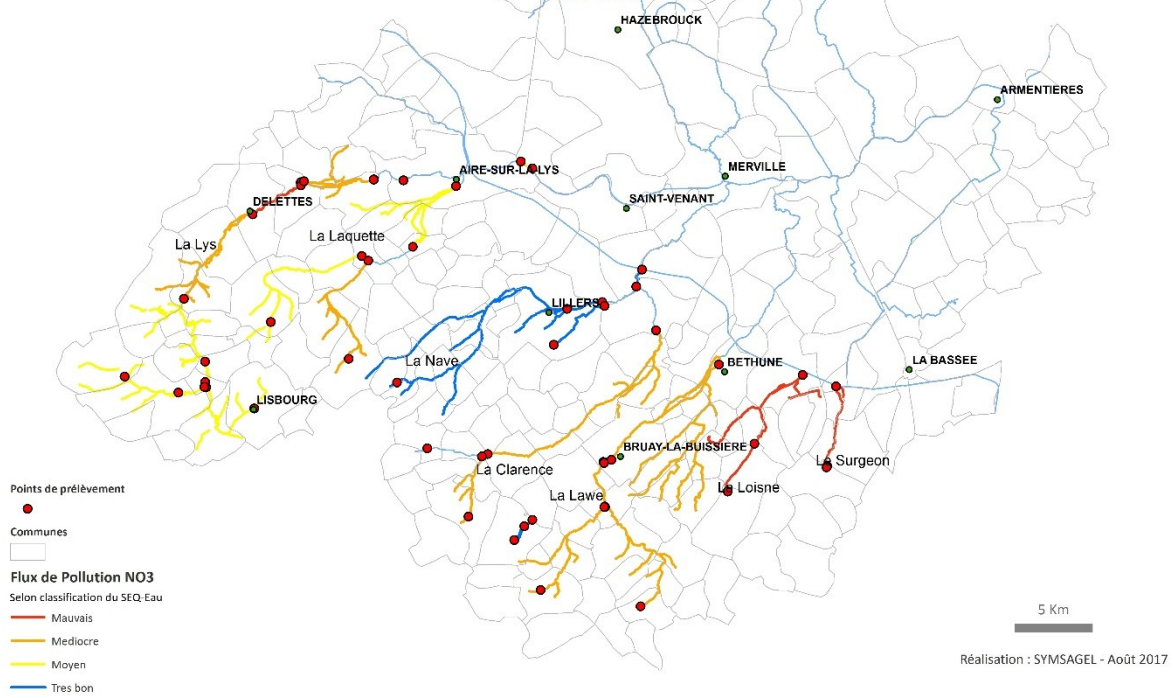 HAZEBROUCK
ARMENTIERES
MERVILLE
AIRE-SUR-LA-LYS
SAINT-VENANT
DELETTES
La Lys
La Laquette
LILLERS
La Nave
BETHUNE
LA BASSEE
LISBOURG
BRUAY-LA-BUISSIERE
Le Surgeon
La Clarence
La Loisne
La Lawe
Points de prélèvement
Communes
Flux de Pollution NO3
Selon classification du SEQ-Eau
Mauvais
Mediocre
Moyen
Tres bon
5 Km
Réalisation : SYMSAGEL - Août 2017